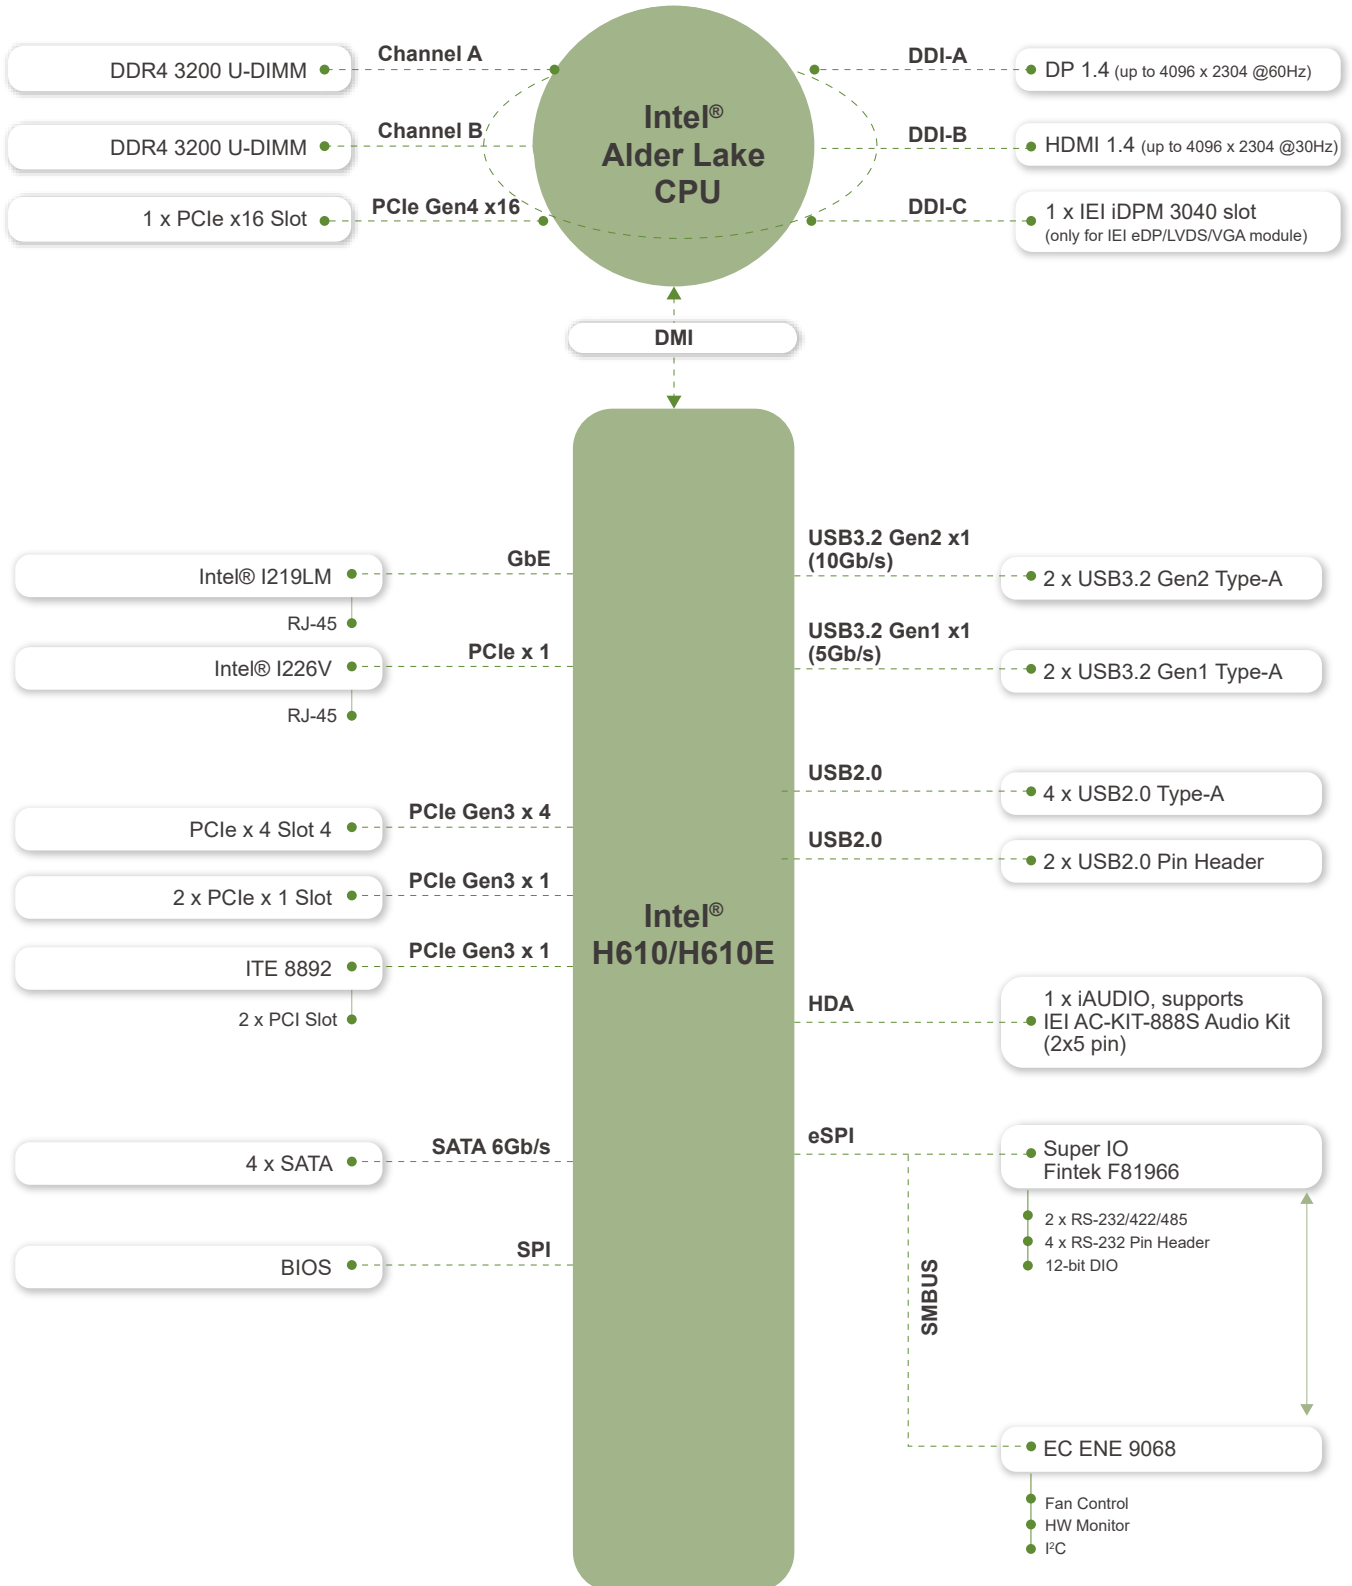 Channel A
DDR4 3200 U-DIMM
Channel B
DDR4 3200 U-DIMM
PCIe Gen4 x16
1 x PCIe x16 Slot
Intel®
Alder Lake
CPU
DDI-A
DP 1.4 (up to 4096 x 2304 @60Hz)
DDI-B
HDMI 1.4 (up to 4096 x 2304 @30Hz)
DDI-C
1 x IEI iDPM 3040 slot
(only for IEI eDP/LVDS/VGA module)
DMI
GbE
Intel® I219LM
RJ-45
PCIe x 1
Intel® I226V
RJ-45
PCIe Gen3 x 4
PCIe x 4 Slot 4
PCIe Gen3 x 1
2 x PCIe x 1 Slot
PCIe Gen3 x 1
ITE 8892
2 x PCI Slot
SATA 6Gb/s
4 x SATA
SPI
BIOS
Intel®
H610/H610E
USB3.2 Gen2 x1
(10Gb/s)
2 x USB3.2 Gen2 Type-A
USB3.2 Gen1 x1
(5Gb/s)
2 x USB3.2 Gen1 Type-A
USB2.0
4 x USB2.0 Type-A
USB2.0
2 x USB2.0 Pin Header
HDA
1 x iAUDIO, supports
IEI AC-KIT-888S Audio Kit
(2x5 pin)
eSPI
Super IO
Fintek F81966
2 x RS-232/422/485
4 x RS-232 Pin Header
12-bit DIO
SMBUS
EC ENE 9068
Fan Control
HW Monitor
I²C